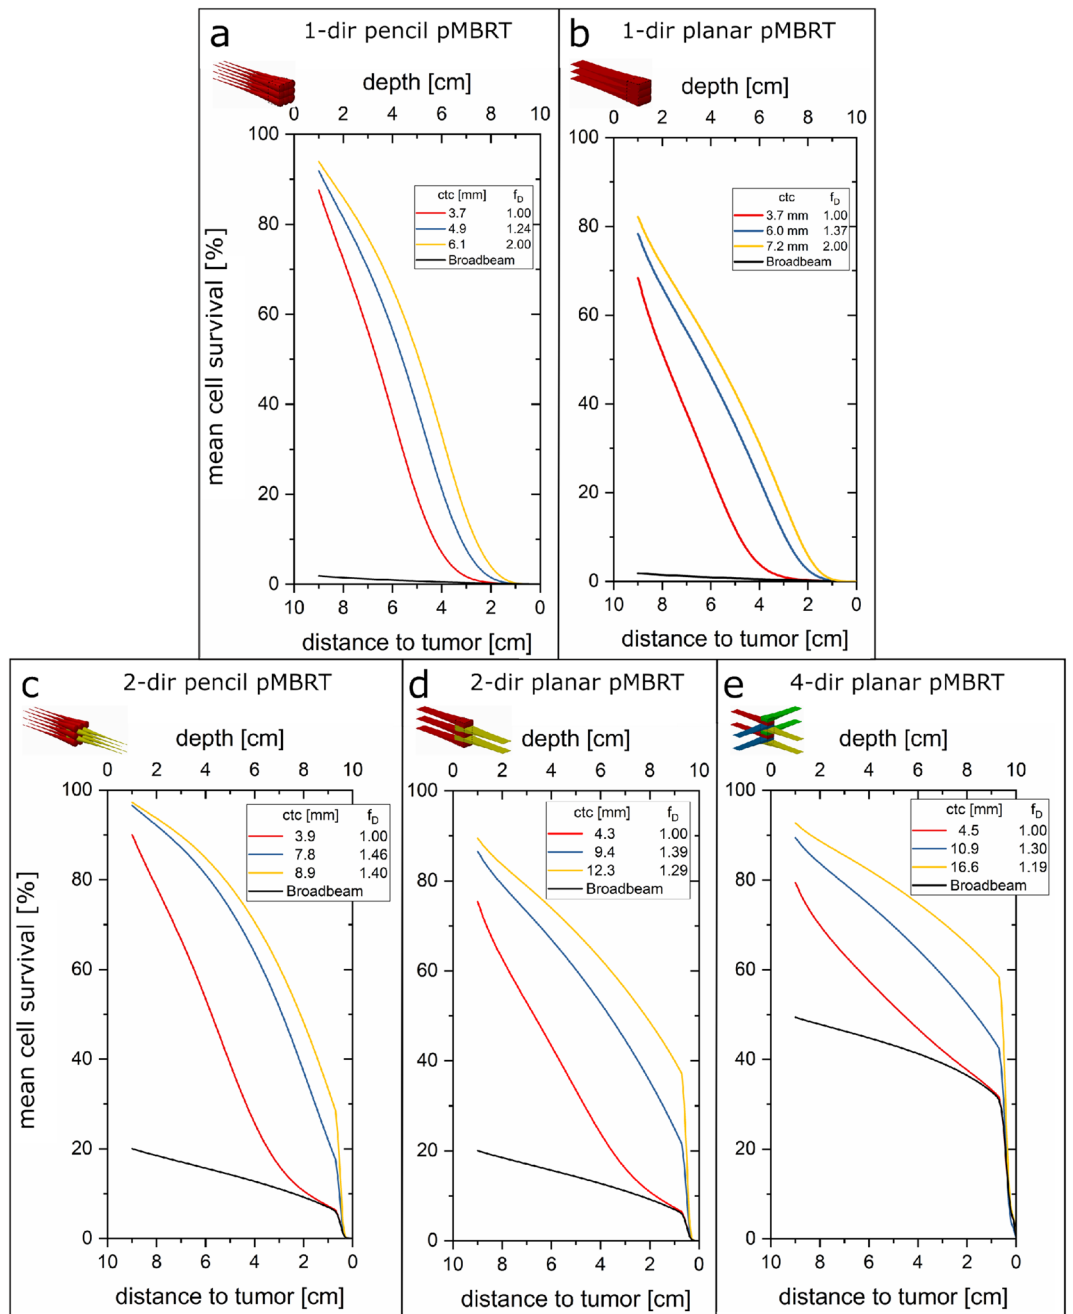 a 1-dir pencil pMBRT
depth [cm]
0 2 4 6 8 10
100
80
60
40
20
0
mean cell survival [%]
ctc [mm] f_D
3.7 1.00
4.9 1.24
6.1 2.00
Broadbeam
10 8 6 4 2 0
distance to tumor [cm]
b 1-dir planar pMBRT
depth [cm]
0 2 4 6 8 10
100
80
60
40
20
0
ctc f_D
3.7 mm 1.00
6.0 mm 1.37
7.2 mm 2.00
Broadbeam
10 8 6 4 2 0
distance to tumor [cm]
c 2-dir pencil pMBRT
depth [cm]
0 2 4 6 8 10
100
80
60
40
20
0
mean cell survival [%]
ctc [mm] f_D
3.9 1.00
7.8 1.46
8.9 1.40
Broadbeam
10 8 6 4 2 0
distance to tumor [cm]
d 2-dir planar pMBRT
depth [cm]
0 2 4 6 8 10
100
80
60
40
20
0
ctc [mm] f_D
4.3 1.00
9.4 1.39
12.3 1.29
Broadbeam
10 8 6 4 2 0
distance to tumor [cm]
e 4-dir planar pMBRT
depth [cm]
0 2 4 6 8 10
100
80
60
40
20
0
ctc [mm] f_D
4.5 1.00
10.9 1.30
16.6 1.19
Broadbeam
10 8 6 4 2 0
distance to tumor [cm]